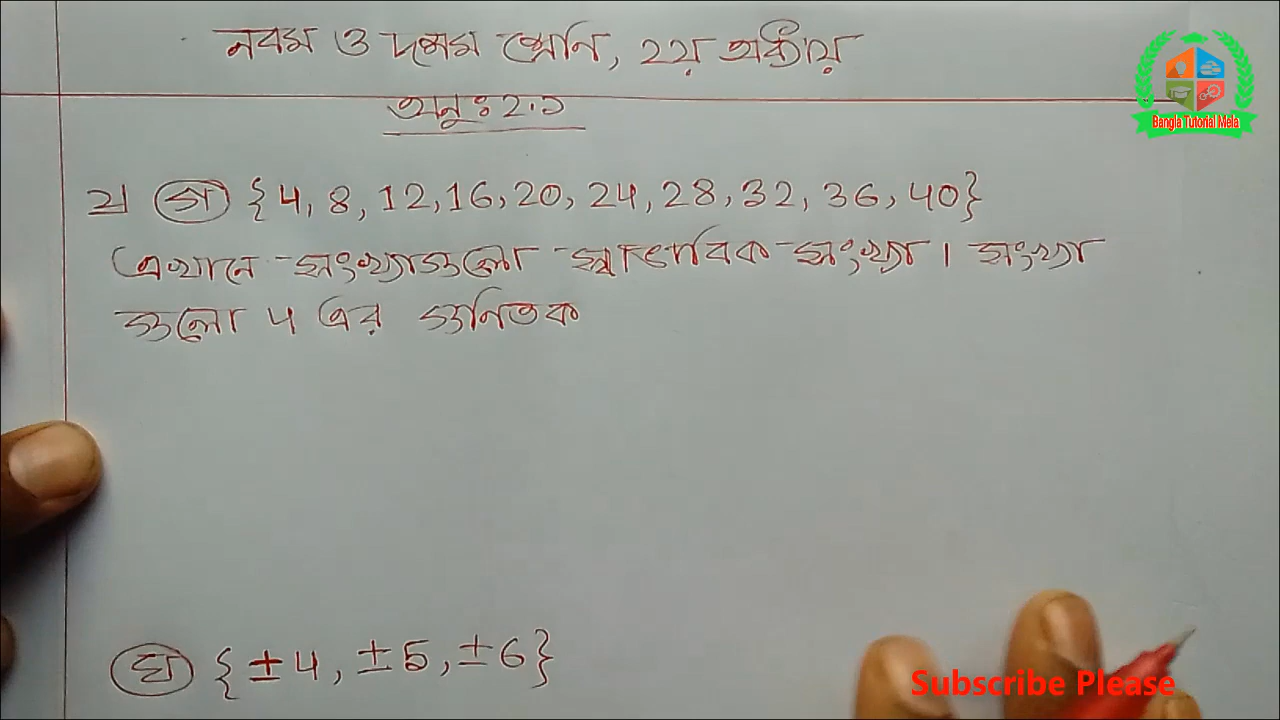 নবম ও দশম শ্রেনি, ২য় অধ্যায়
অনুঃ ২.১
Bangla Tutorial Mela
২। গ {4, 8, 12, 16, 20, 24, 28, 32, 36, 40}
এখানে সংখ্যাগুলো স্বাভাবিক সংখ্যা। সংখ্যা
গুলো 4 এর গুনিতক
ঘ {±4, ±5, ±6}
Subscribe Please